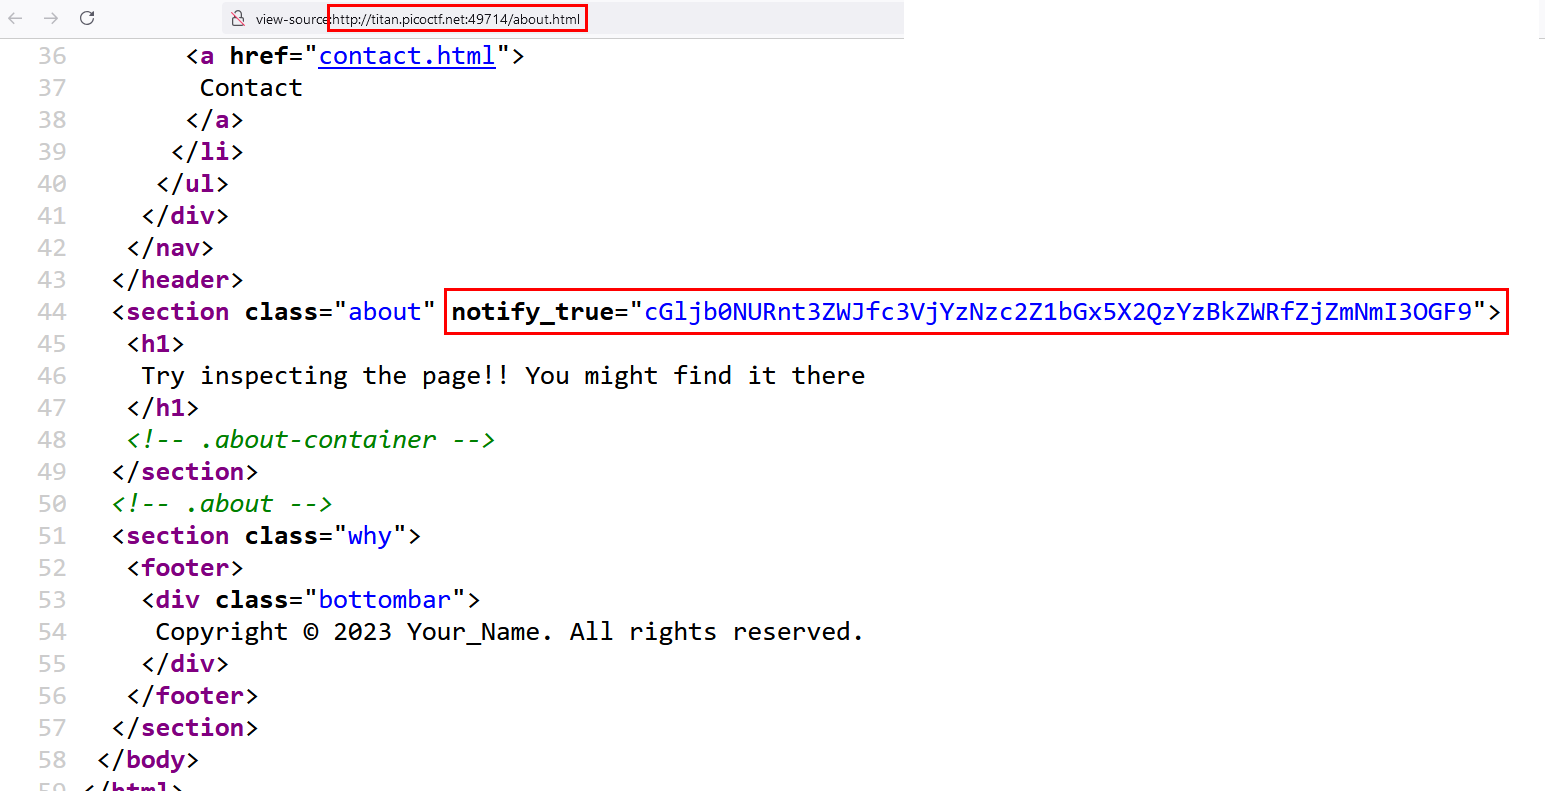 view-source:http://titan.picoctf.net:49714/about.html
36 <a href="contact.html">
37 Contact
38 </a>
39 </li>
40 </ul>
41 </div>
42 </nav>
43 </header>
44 <section class="about" notify_true="cGljb0NURnt3ZWJfc3VjYzNzc2Z1bGx5X2QzYzBkZWRfZjZmNmI3OGF9">
45 <h1>
46 Try inspecting the page!! You might find it there
47 </h1>
48 <!-- .about-container -->
49 </section>
50 <!-- .about -->
51 <section class="why">
52 <footer>
53 <div class="bottombar">
54 Copyright © 2023 Your_Name. All rights reserved.
55 </div>
56 </footer>
57 </section>
58 </body>
59 </html>